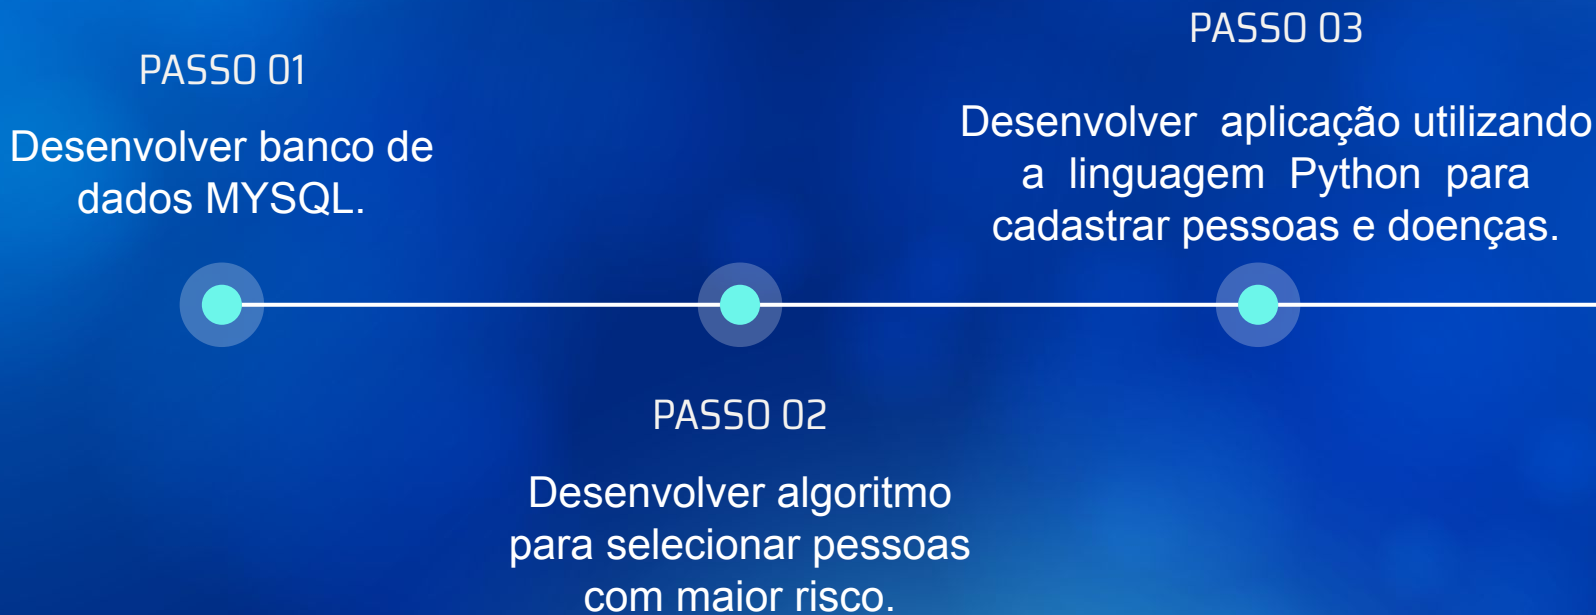 PASSO 01
Desenvolver banco de
dados MYSQL.
PASSO 02
Desenvolver algoritmo
para selecionar pessoas
com maior risco.
PASSO 03
Desenvolver aplicação utilizando
a linguagem Python para
cadastrar pessoas e doenças.